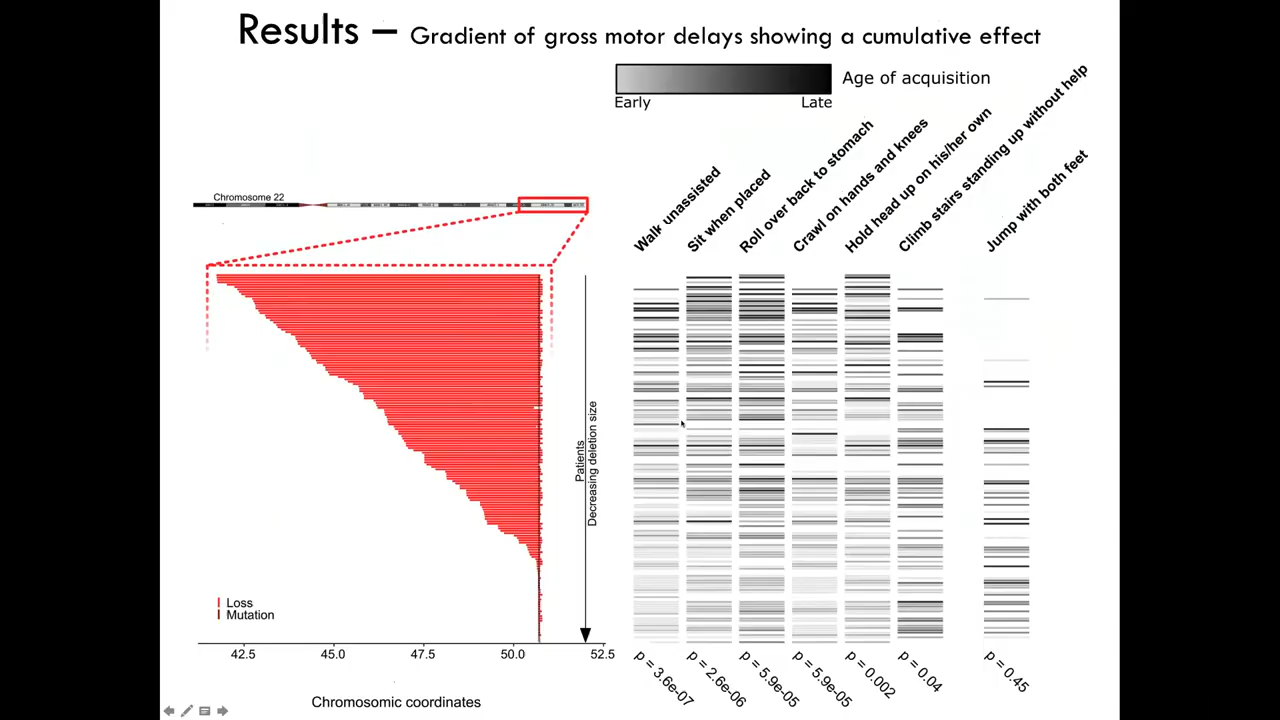 Results – Gradient of gross motor delays showing a cumulative effect
Age of acquisition
Early
Late
Chromosome 22
Walk unassisted
Sit when placed
Roll over back to stomach
Crawl on hands and knees
Hold head up on his/her own
Climb stairs standing up without help
Jump with both feet
Patients
Decreasing deletion size
Loss
Mutation
42.5
45.0
47.5
50.0
52.5
Chromosomic coordinates
p = 3.6e-07
p = 2.6e-06
p = 5.9e-05
p = 5.9e-05
p = 0.002
p = 0.04
p = 0.45